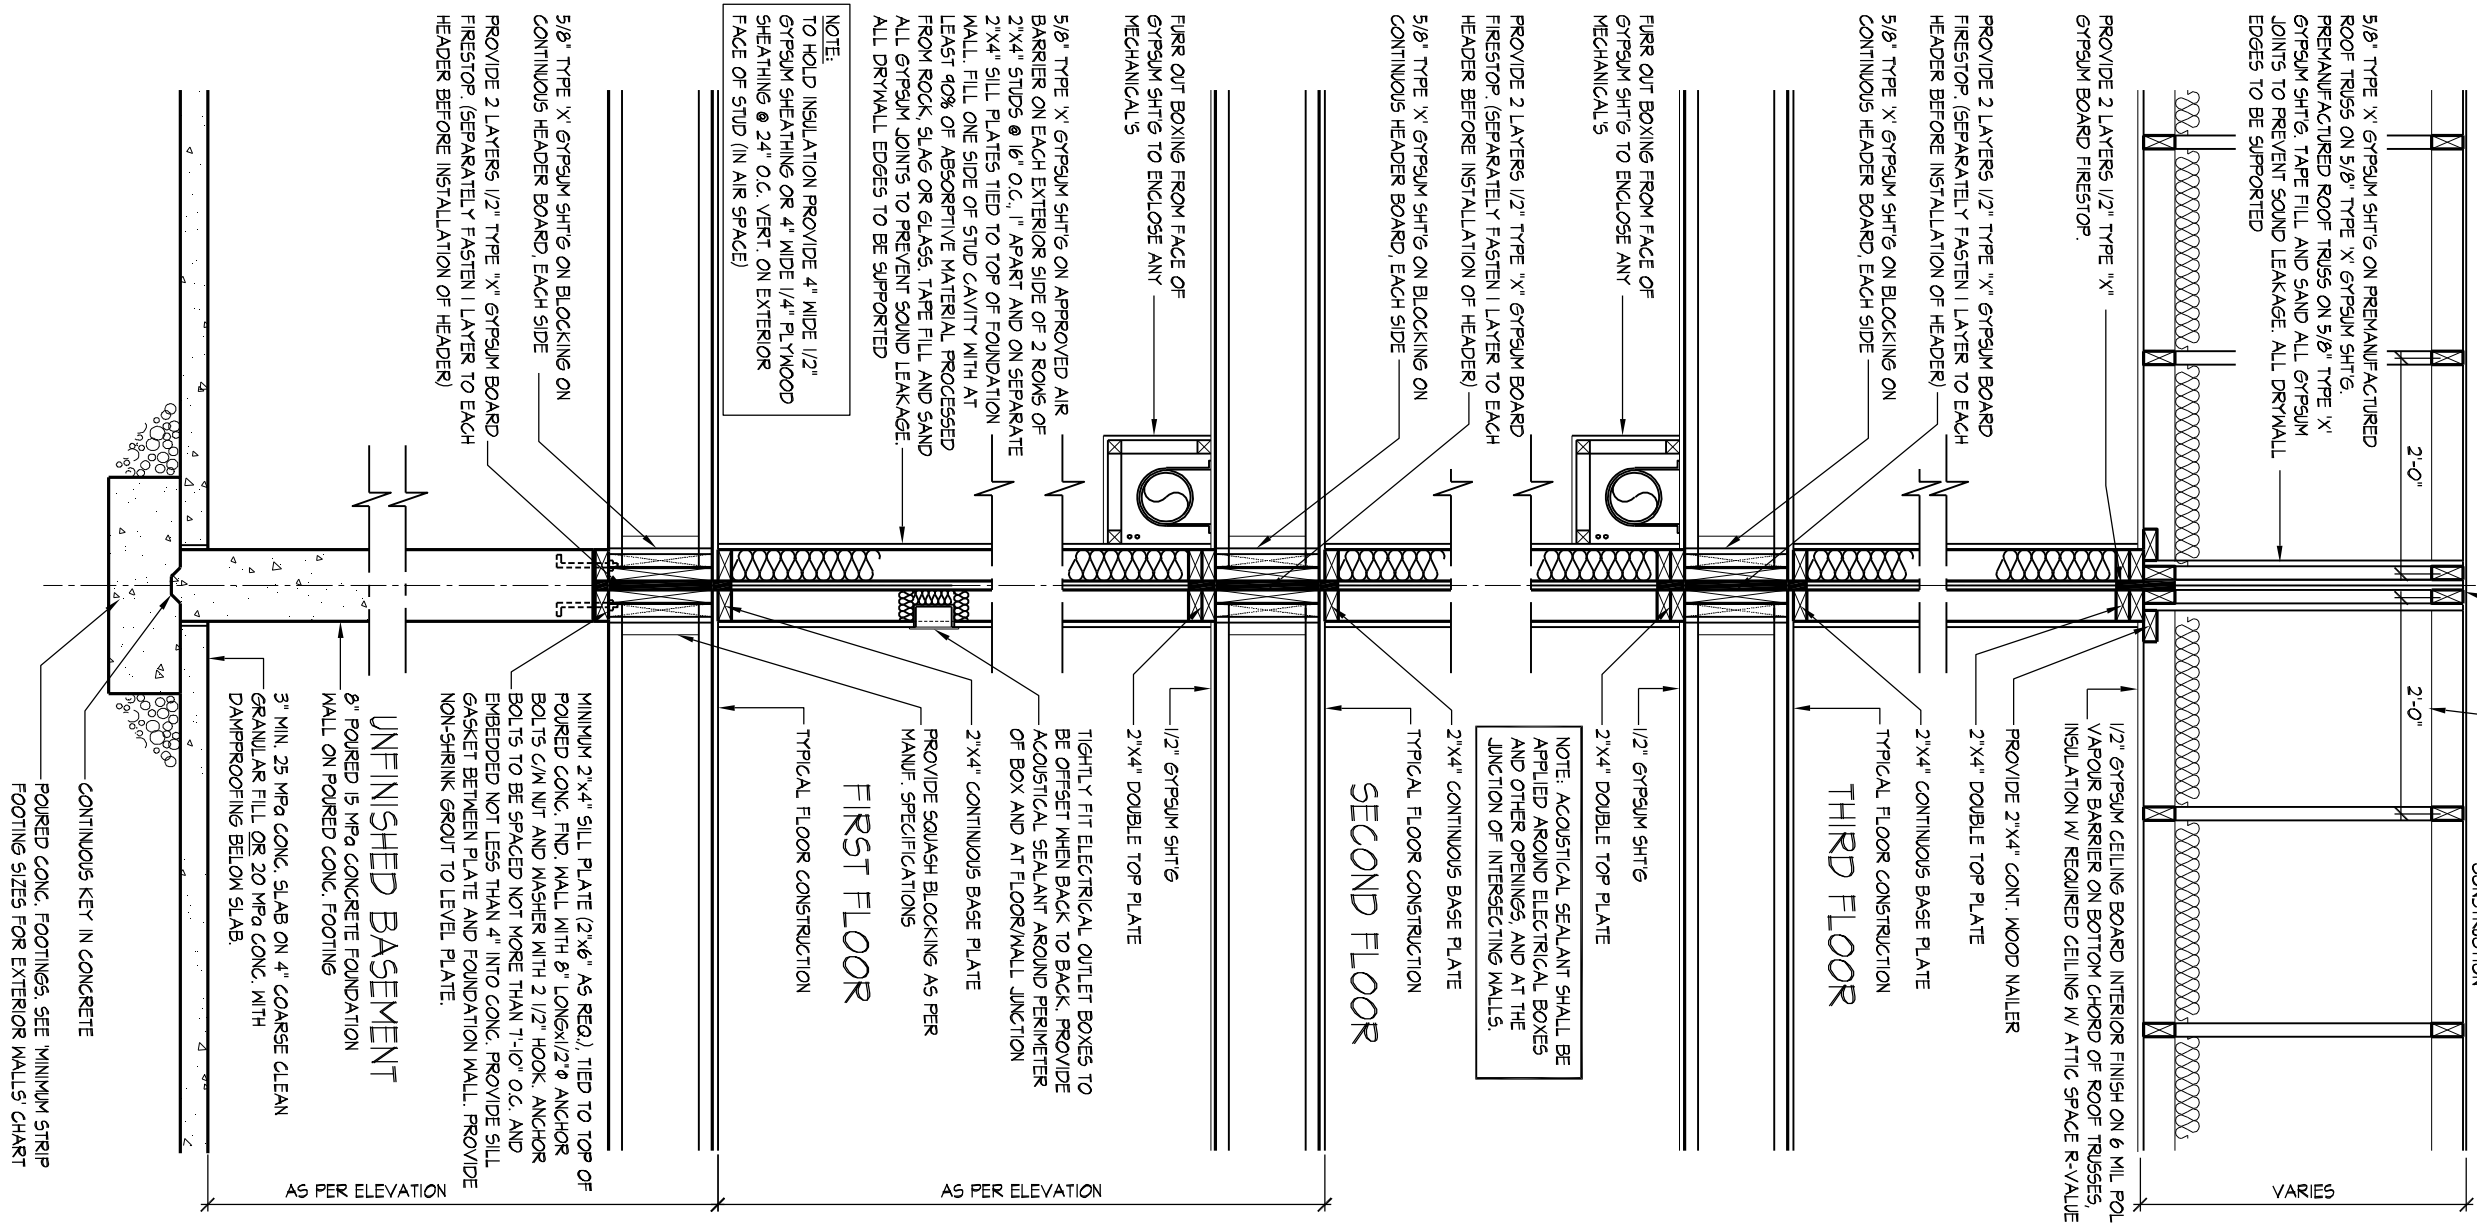 5/8" TYPE 'X' GYPSUM SHT'G ON PREMANUFACTURED
ROOF TRUSS ON 5/8" TYPE 'X' GYPSUM SHT'G.
PREMANUFACTURED ROOF TRUSS ON 5/8" TYPE 'X'
GYPSUM SHT'G. TAPE FILL AND SAND ALL GYPSUM
JOINTS TO PREVENT SOUND LEAKAGE. ALL DRYWALL
EDGES TO BE SUPPORTED
PROVIDE 2 LAYERS 1/2" TYPE "X"
GYPSUM BOARD FIRESTOP.
PROVIDE 2 LAYERS 1/2" TYPE "X" GYPSUM BOARD
FIRESTOP. (SEPARATELY FASTEN 1 LAYER TO EACH
HEADER BEFORE INSTALLATION OF HEADER)
5/8" TYPE 'X' GYPSUM SHT'G ON BLOCKING ON
CONTINUOUS HEADER BOARD, EACH SIDE
FURR OUT BOXING FROM FACE OF
GYPSUM SHT'G TO ENCLOSE ANY
MECHANICAL'S
PROVIDE 2 LAYERS 1/2" TYPE "X" GYPSUM BOARD
FIRESTOP. (SEPARATELY FASTEN 1 LAYER TO EACH
HEADER BEFORE INSTALLATION OF HEADER)
5/8" TYPE 'X' GYPSUM SHT'G ON BLOCKING ON
CONTINUOUS HEADER BOARD, EACH SIDE
FURR OUT BOXING FROM FACE OF
GYPSUM SHT'G TO ENCLOSE ANY
MECHANICAL'S
5/8" TYPE 'X' GYPSUM SHT'G ON APPROVED AIR
BARRIER ON EACH EXTERIOR SIDE OF 2 ROWS OF
2"X4" STUDS @ 16" O.C., 1" APART AND ON SEPARATE
2"X4" SILL PLATES TIED TO TOP OF FOUNDATION
WALL. FILL ONE SIDE OF STUD CAVITY WITH AT
LEAST 90% OF ABSORPTIVE MATERIAL PROCESSED
FROM ROCK, SLAG OR GLASS. TAPE FILL AND SAND
ALL GYPSUM JOINTS TO PREVENT SOUND LEAKAGE.
ALL DRYWALL EDGES TO BE SUPPORTED
NOTE:
TO HOLD INSULATION PROVIDE 4" WIDE 1/2"
GYPSUM SHEATHING OR 4" WIDE 1/4" PLYWOOD
SHEATHING @ 24" O.C. VERT. ON EXTERIOR
FACE OF STUD (IN AIR SPACE)
5/8" TYPE 'X' GYPSUM SHT'G ON BLOCKING ON
CONTINUOUS HEADER BOARD, EACH SIDE
PROVIDE 2 LAYERS 1/2" TYPE "X" GYPSUM BOARD
FIRESTOP. (SEPARATELY FASTEN 1 LAYER TO EACH
HEADER BEFORE INSTALLATION OF HEADER)
2'-0"
2'-0"
CONSTRUCTION
1/2" GYPSUM CEILING BOARD INTERIOR FINISH ON 6 MIL POL
VAPOUR BARRIER ON BOTTOM CHORD OF ROOF TRUSSES,
INSULATION W/ REQUIRED CEILING W/ ATTIC SPACE R-VALUE
PROVIDE 2"X4" CONT. WOOD NAILER
2"X4" DOUBLE TOP PLATE
2"X4" CONTINUOUS BASE PLATE
TYPICAL FLOOR CONSTRUCTION
THIRD FLOOR
1/2" GYPSUM SHT'G
2"X4" DOUBLE TOP PLATE
NOTE: ACOUSTICAL SEALANT SHALL BE
APPLIED AROUND ELECTRICAL BOXES
AND OTHER OPENINGS, AND AT THE
JUNCTION OF INTERSECTING WALLS.
2"X4" CONTINUOUS BASE PLATE
TYPICAL FLOOR CONSTRUCTION
SECOND FLOOR
1/2" GYPSUM SHT'G
2"X4" DOUBLE TOP PLATE
TIGHTLY FIT ELECTRICAL OUTLET BOXES TO
BE OFFSET WHEN BACK TO BACK. PROVIDE
ACOUSTICAL SEALANT AROUND PERIMETER
OF BOX AND AT FLOOR/WALL JUNCTION
2"X4" CONTINUOUS BASE PLATE
PROVIDE SQUASH BLOCKING AS PER
MANUF. SPECIFICATIONS
FIRST FLOOR
TYPICAL FLOOR CONSTRUCTION
MINIMUM 2"x4" SILL PLATE (2"x6" AS REQ.), TIED TO TOP OF
POURED CONC. FND. WALL WITH 8" LONGx1/2"Φ ANCHOR
BOLTS C/W NUT AND WASHER WITH 2 1/2" HOOK. ANCHOR
BOLTS TO BE SPACED NOT MORE THAN 7'-10" O.C. AND
EMBEDDED NOT LESS THAN 4" INTO CONC. PROVIDE SILL
GASKET BETWEEN PLATE AND FOUNDATION WALL. PROVIDE
NON-SHRINK GROUT TO LEVEL PLATE.
UNFINISHED BASEMENT
8" POURED 15 MPa CONCRETE FOUNDATION
WALL ON POURED CONC. FOOTING
3" MIN. 25 MPa CONC. SLAB ON 4" COARSE CLEAN
GRANULAR FILL OR 20 MPa CONC. WITH
DAMPPROOFING BELOW SLAB.
CONTINUOUS KEY IN CONCRETE
POURED CONC. FOOTINGS. SEE 'MINIMUM STRIP
FOOTING SIZES FOR EXTERIOR WALLS' CHART
VARIES
AS PER ELEVATION
AS PER ELEVATION